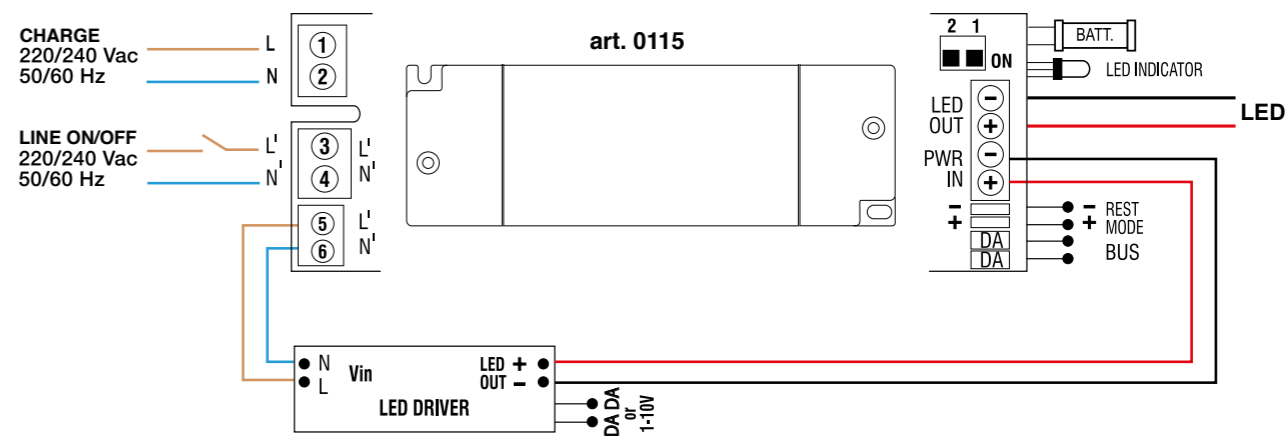 CHARGE
220/240 Vac
50/60 Hz
L
N
1
2
LINE ON/OFF
220/240 Vac
50/60 Hz
L'
N'
3
4
L'
N'
5
6
L'
N'
art. 0115
2 1
ON
BATT.
LED INDICATOR
LED
OUT
−
+
LED
PWR
IN
−
+
−
+
− REST
+ MODE
DA
DA
BUS
N
L
Vin
LED +
OUT −
LED DRIVER
DA DA
or
1-10V